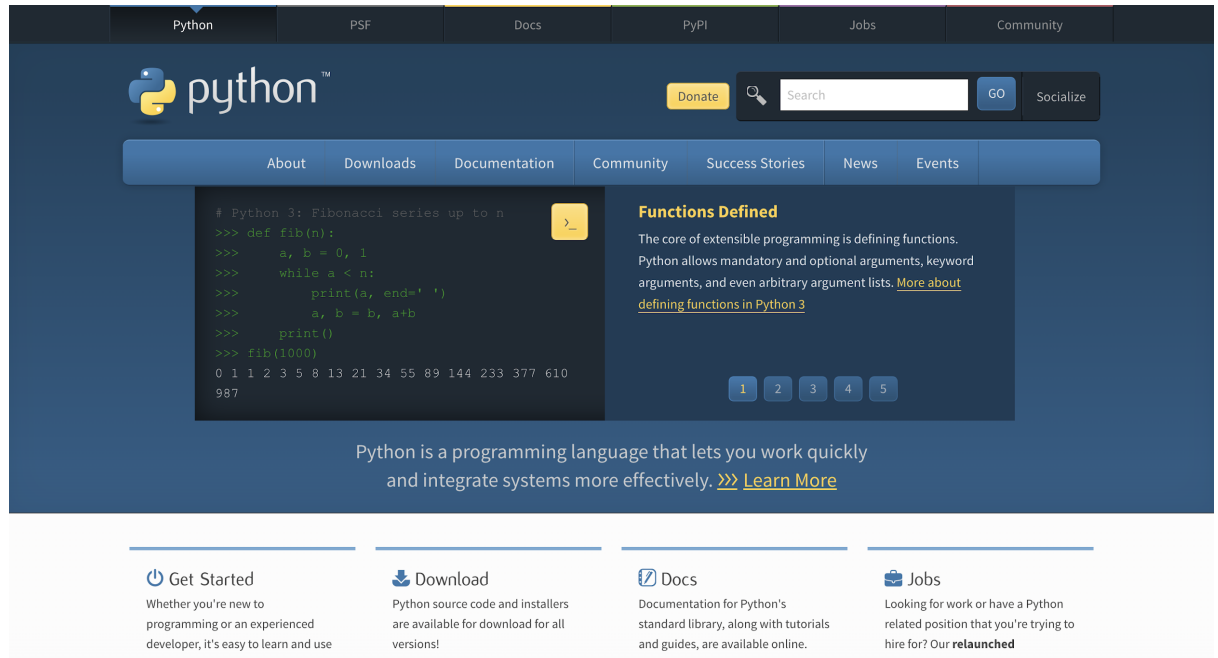 Python PSF Docs PyPI Jobs Community
python™
Donate Search GO Socialize
About Downloads Documentation Community Success Stories News Events
# Python 3: Fibonacci series up to n
>>> def fib(n):
>>>     a, b = 0, 1
>>>     while a < n:
>>>         print(a, end=' ')
>>>         a, b = b, a+b
>>>     print()
>>> fib(1000)
0 1 1 2 3 5 8 13 21 34 55 89 144 233 377 610
987
>_
Functions Defined
The core of extensible programming is defining functions.
Python allows mandatory and optional arguments, keyword
arguments, and even arbitrary argument lists. More about
defining functions in Python 3
1 2 3 4 5
Python is a programming language that lets you work quickly
and integrate systems more effectively. >>> Learn More
Get Started
Whether you're new to
programming or an experienced
developer, it's easy to learn and use
Download
Python source code and installers
are available for download for all
versions!
Docs
Documentation for Python's
standard library, along with tutorials
and guides, are available online.
Jobs
Looking for work or have a Python
related position that you're trying to
hire for? Our relaunched